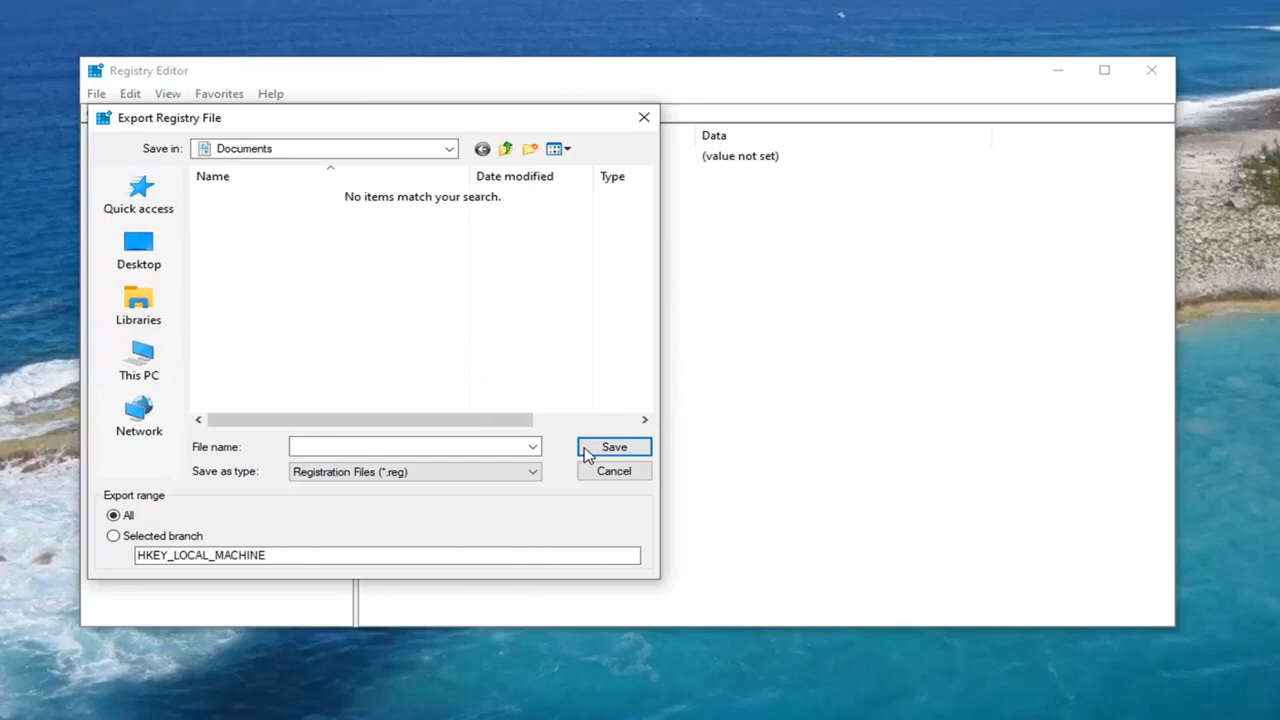 Registry Editor
File Edit View Favorites Help
Export Registry File
Save in: Documents
Data
(value not set)
Name Date modified Type
No items match your search.
Quick access
Desktop
Libraries
This PC
Network
File name: Save
Save as type: Registration Files (*.reg) Cancel
Export range
All
Selected branch
HKEY_LOCAL_MACHINE